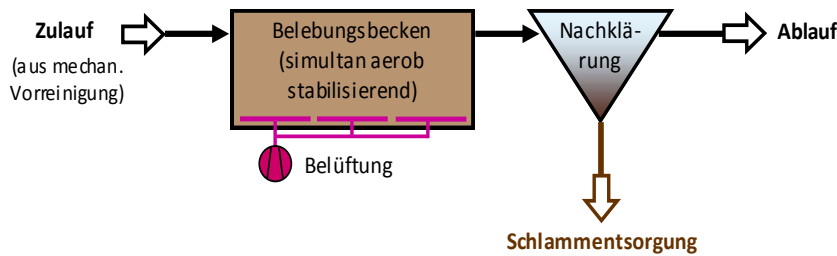 Zulauf
(aus mechan.
Vorreinigung)
Belebungsbecken
(simultan aerob
stabilisierend)
Belüftung
Nachklä-
rung
Ablauf
Schlammentsorgung